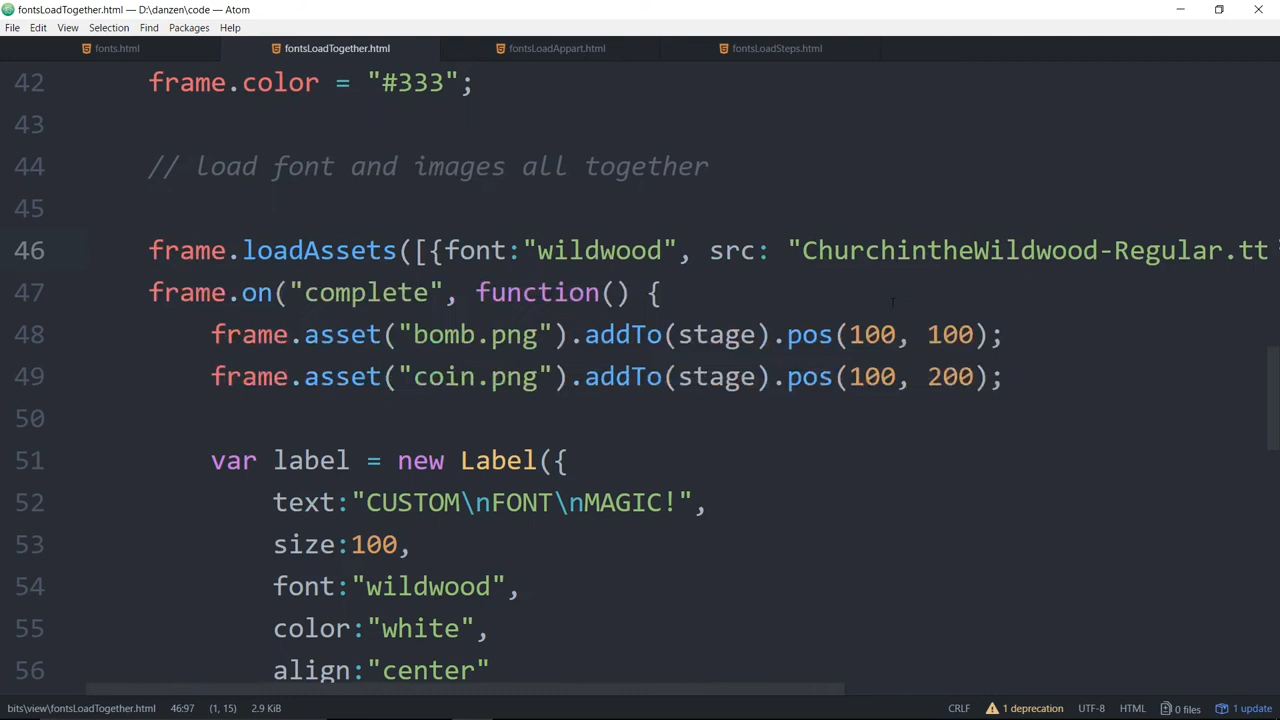 fontsLoadTogether.html — D:\danzen\code — Atom
File Edit View Selection Find Packages Help
fonts.html fontsLoadTogether.html fontsLoadAppart.html fontsLoadSteps.html
42 frame.color = "#333";
43
44 // load font and images all together
45
46 frame.loadAssets([{font:"wildwood", src: "ChurchintheWildwood-Regular.tt
47 frame.on("complete", function() {
48 frame.asset("bomb.png").addTo(stage).pos(100, 100);
49 frame.asset("coin.png").addTo(stage).pos(100, 200);
50
51 var label = new Label({
52 text:"CUSTOM\nFONT\nMAGIC!",
53 size:100,
54 font:"wildwood",
55 color:"white",
56 align:"center"
bits\view\fontsLoadTogether.html 46:97 (1, 15) 2.9 KiB CRLF 1 deprecation UTF-8 HTML 0 files 1 update